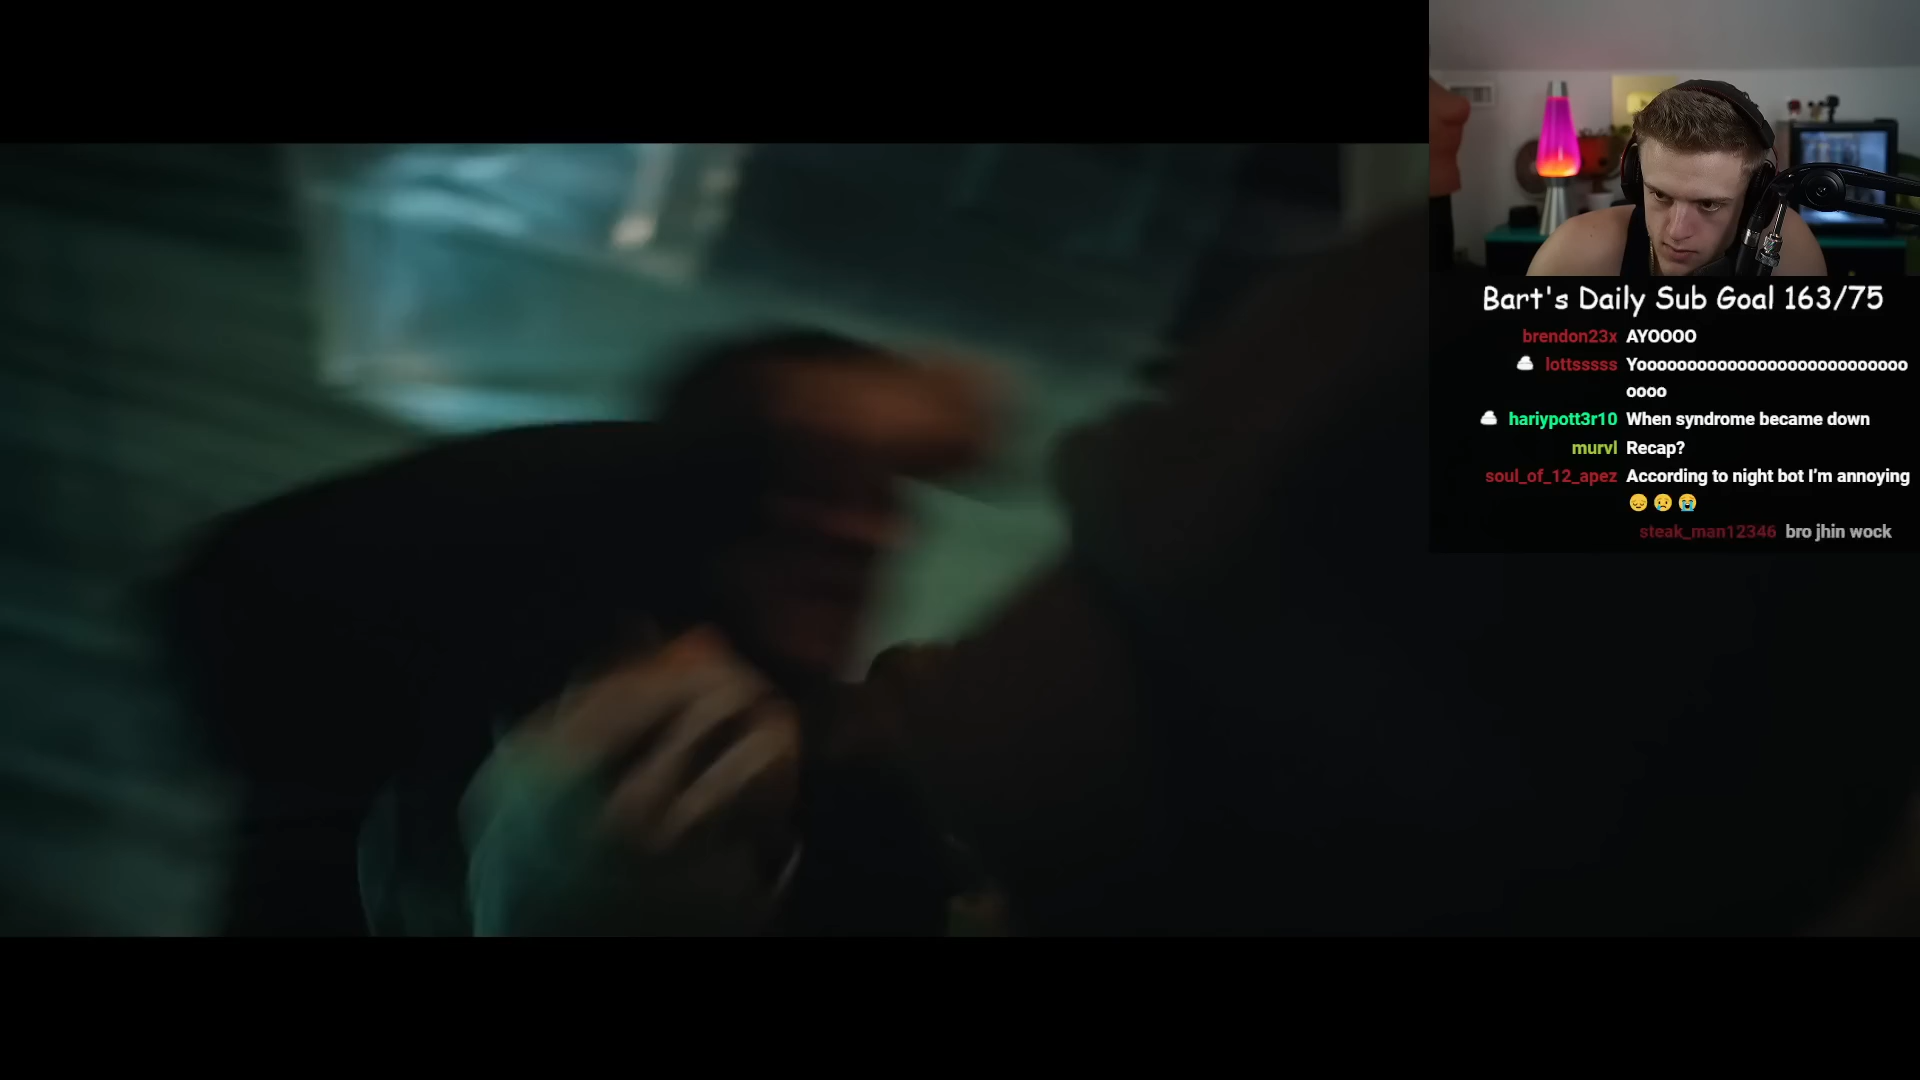 Bart's Daily Sub Goal 163/75
brendon23x AYOOOO
lottsssss Yooooooooooooooooooooooooooo
oooo
hariypott3r10 When syndrome became down
murvl Recap?
soul_of_12_apez According to night bot I'm annoying
😔 😢 😭
steak_man12346 bro jhin wock